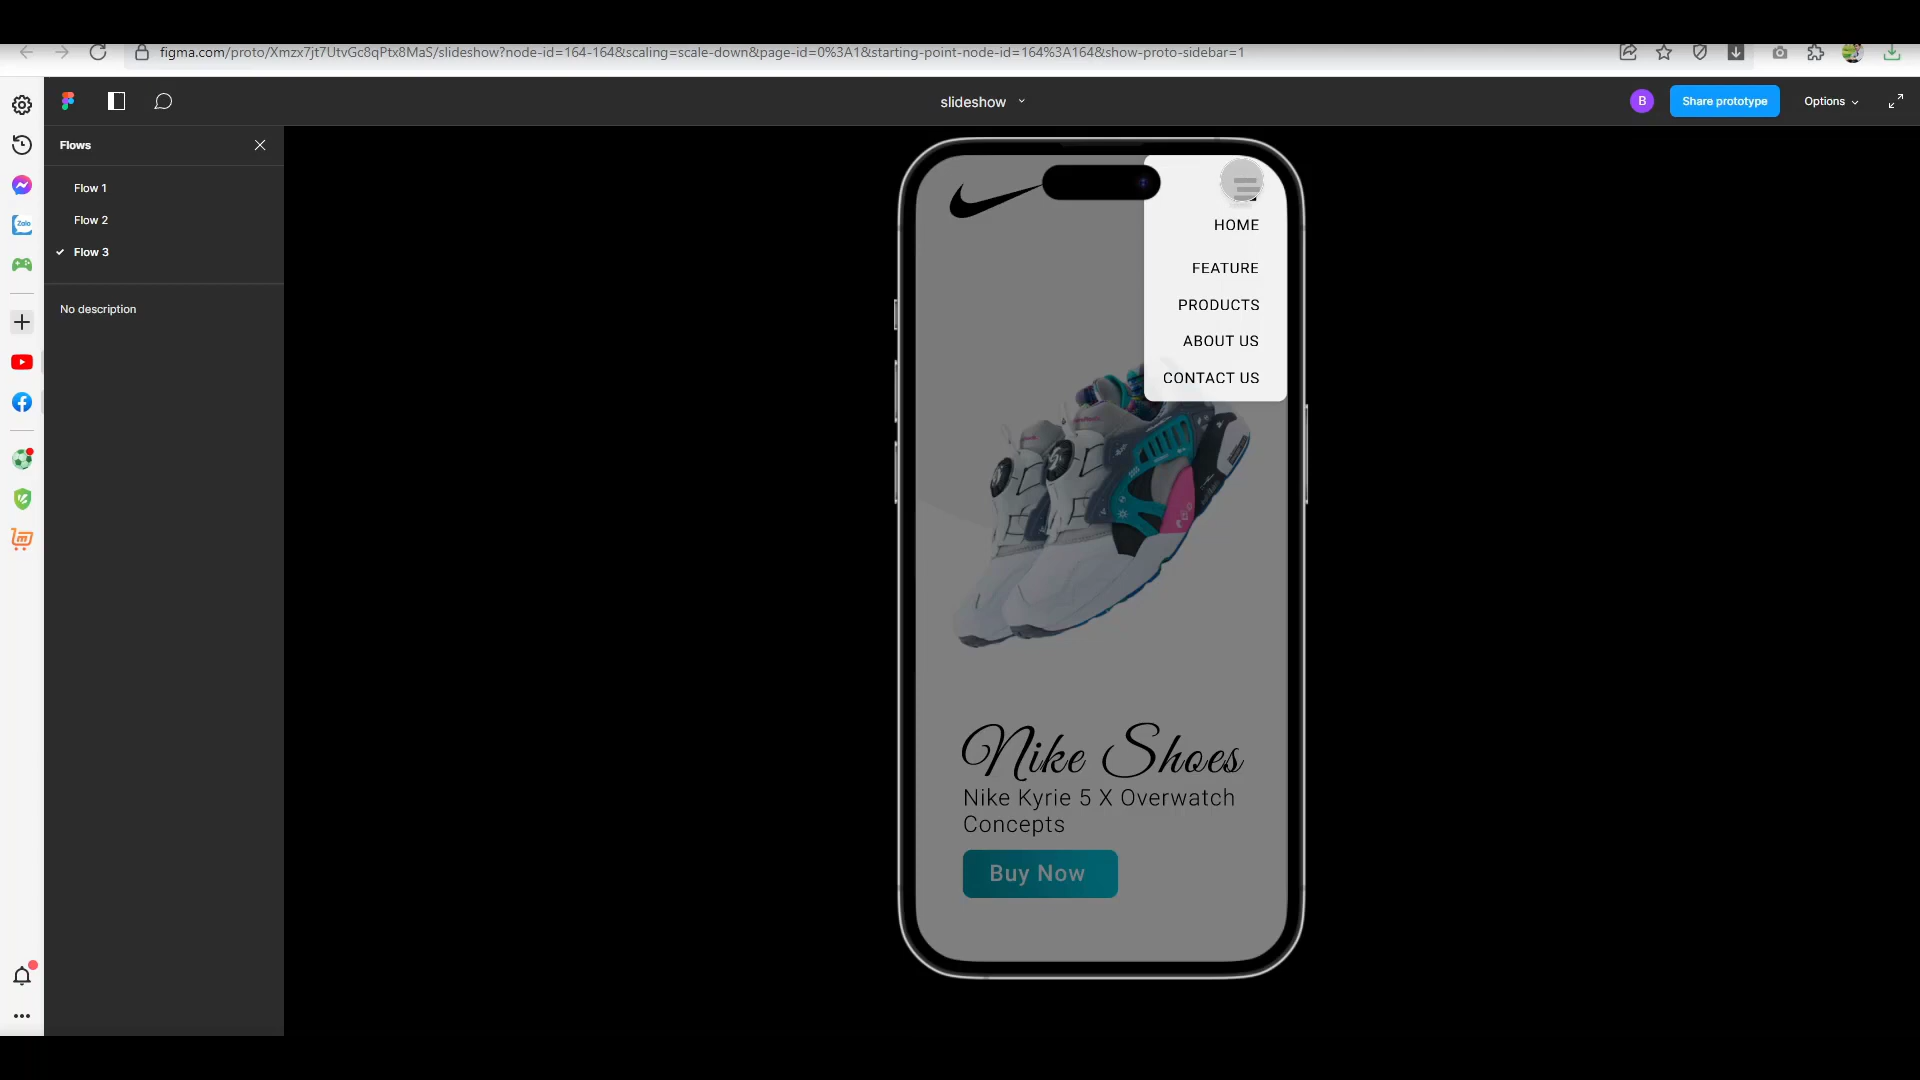 figma.com/proto/Xmzx7jt7UtvGc8qPtx8MaS/slideshow?node-id=164-164&scaling=scale-down&page-id=0%3A1&starting-point-node-id=164%3A164&show-proto-sidebar=1
slideshow
B
Share prototype
Options
Flows
Flow 1
Flow 2
Flow 3
No description
Zalo
HOME
FEATURE
PRODUCTS
ABOUT US
CONTACT US
Nike Shoes
Nike Kyrie 5 X Overwatch
Concepts
Buy Now